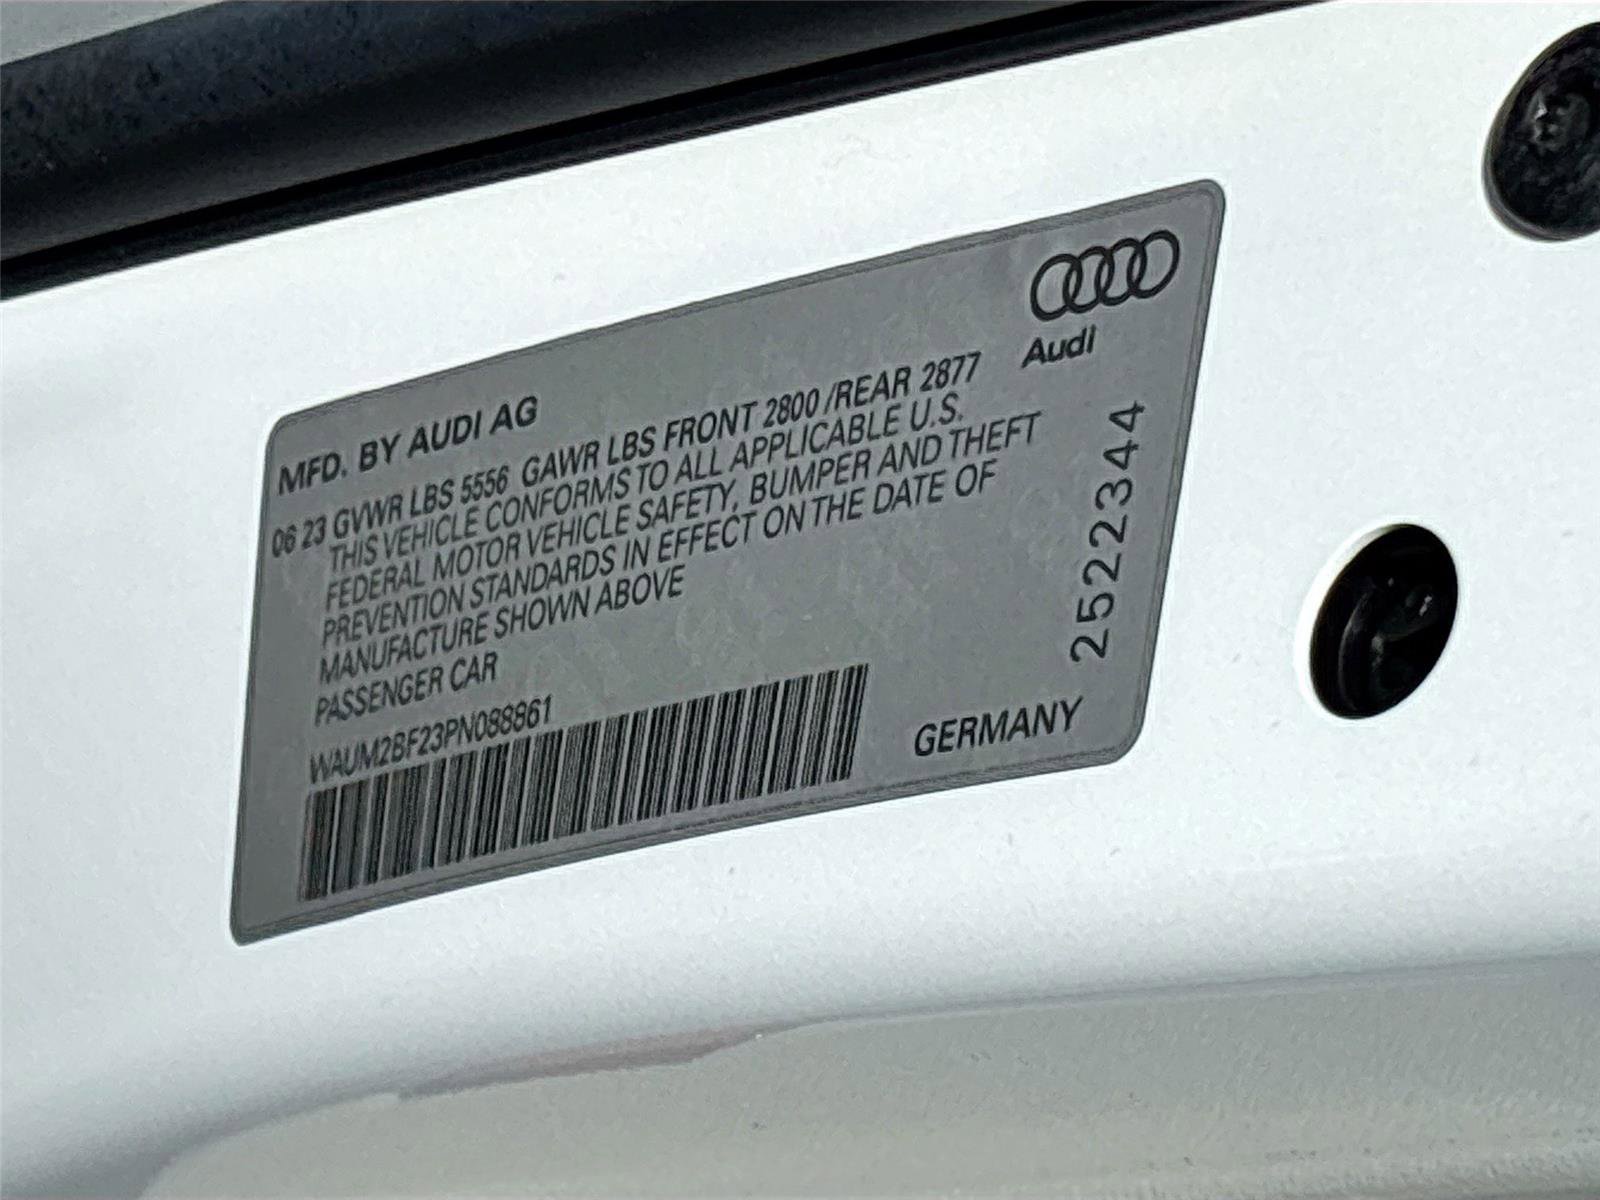 Audi
MFD. BY AUDI AG
06 23 GVWR LBS 5556 GAWR LBS FRONT 2800 /REAR 2877
THIS VEHICLE CONFORMS TO ALL APPLICABLE U.S.
FEDERAL MOTOR VEHICLE SAFETY, BUMPER AND THEFT
PREVENTION STANDARDS IN EFFECT ON THE DATE OF
MANUFACTURE SHOWN ABOVE
PASSENGER CAR
WAUM2BF23PN088861
GERMANY
2522344